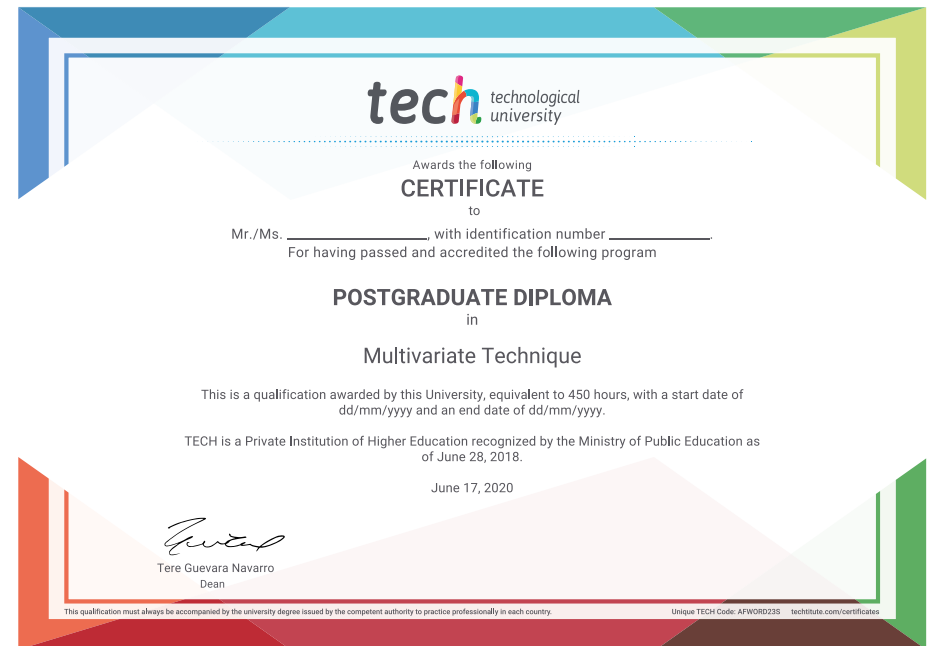 tech technological
university
Awards the following
CERTIFICATE
to
Mr./Ms. ____________________, with identification number ______________.
For having passed and accredited the following program
POSTGRADUATE DIPLOMA
in
Multivariate Technique
This is a qualification awarded by this University, equivalent to 450 hours, with a start date of
dd/mm/yyyy and an end date of dd/mm/yyyy.
TECH is a Private Institution of Higher Education recognized by the Ministry of Public Education as
of June 28, 2018.
June 17, 2020
Tere Guevara Navarro
Dean
This qualification must always be accompanied by the university degree issued by the competent authority to practice professionally in each country. Unique TECH Code: AFWORD23S techtitute.com/certificates